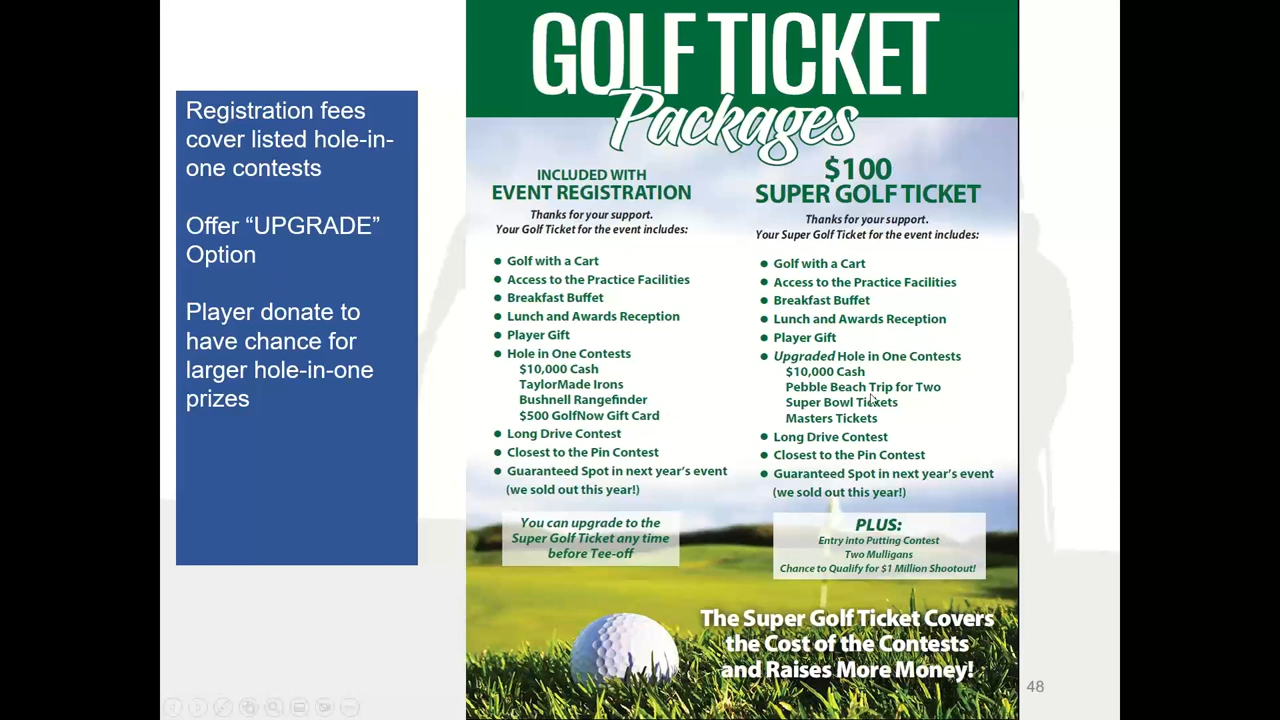 Registration fees
cover listed hole-in-
one contests
Offer “UPGRADE”
Option
Player donate to
have chance for
larger hole-in-one
prizes
GOLF TICKET
Packages
INCLUDED WITH
EVENT REGISTRATION
Thanks for your support.
Your Golf Ticket for the event includes:
• Golf with a Cart
• Access to the Practice Facilities
• Breakfast Buffet
• Lunch and Awards Reception
• Player Gift
• Hole in One Contests
$10,000 Cash
TaylorMade Irons
Bushnell Rangefinder
$500 GolfNow Gift Card
• Long Drive Contest
• Closest to the Pin Contest
• Guaranteed Spot in next year’s event
(we sold out this year!)
You can upgrade to the
Super Golf Ticket any time
before Tee-off
$100
SUPER GOLF TICKET
Thanks for your support.
Your Super Golf Ticket for the event includes:
• Golf with a Cart
• Access to the Practice Facilities
• Breakfast Buffet
• Lunch and Awards Reception
• Player Gift
• Upgraded Hole in One Contests
$10,000 Cash
Pebble Beach Trip for Two
Super Bowl Tickets
Masters Tickets
• Long Drive Contest
• Closest to the Pin Contest
• Guaranteed Spot in next year’s event
(we sold out this year!)
PLUS:
Entry into Putting Contest
Two Mulligans
Chance to Qualify for $1 Million Shootout!
The Super Golf Ticket Covers
the Cost of the Contests
and Raises More Money!
48